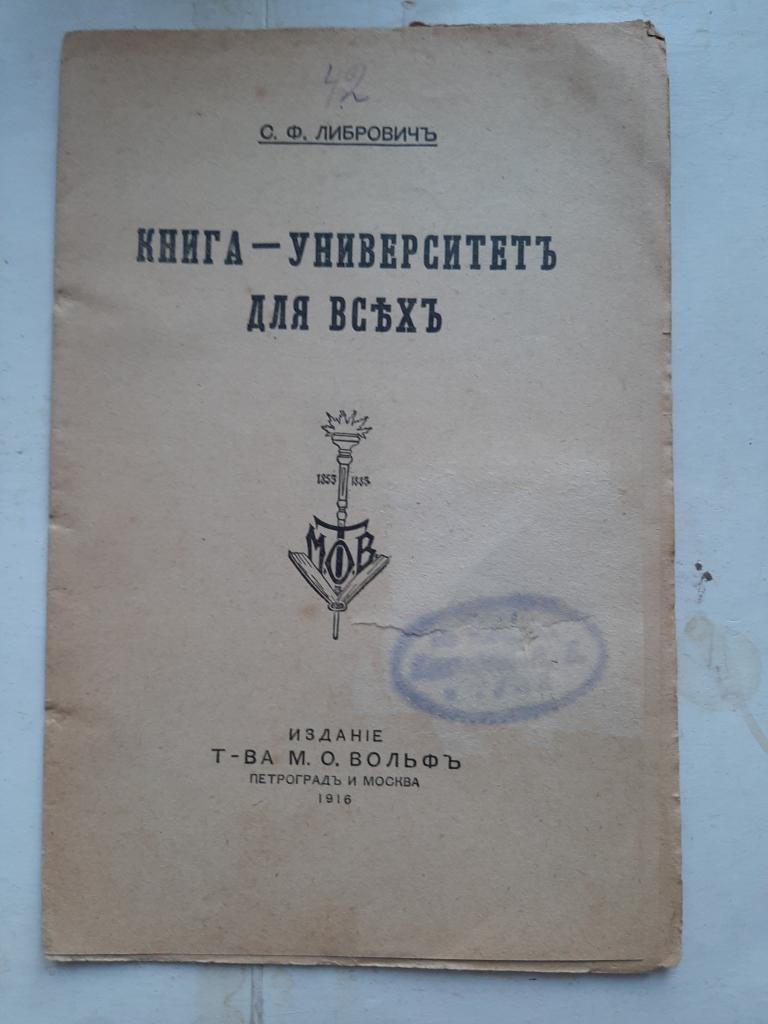 42
С. Ф. ЛИБРОВИЧЪ
КНИГА — УНИВЕРСИТЕТЪ
ДЛЯ ВСѢХЪ
1853 1883
М.О.В.
ИЗДАНІЕ
Т-ВА М. О. ВОЛЬФЪ
ПЕТРОГРАДЪ И МОСКВА
1916